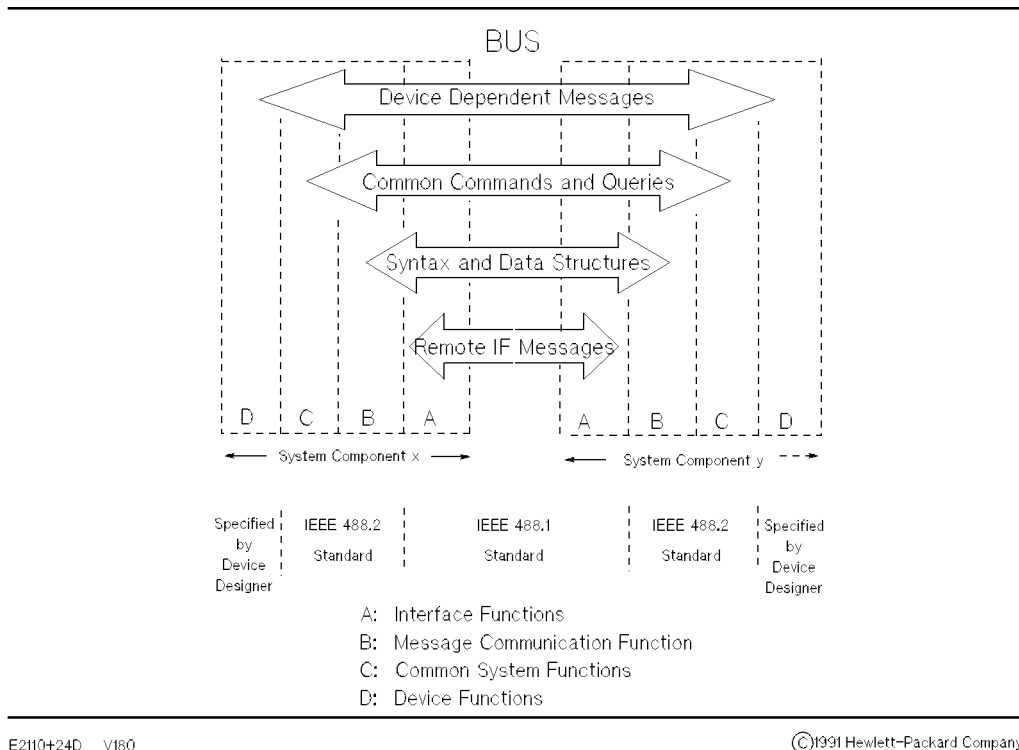 BUS
Device Dependent Messages
Common Commands and Queries
Syntax and Data Structures
Remote IF Messages
D C B A A B C D
System Component x System Component y
Specified by Device Designer
IEEE 488.2 Standard
IEEE 488.1 Standard
IEEE 488.2 Standard
Specified by Device Designer
A: Interface Functions
B: Message Communication Function
C: Common System Functions
D: Device Functions
E2110+24D V180 ©1991 Hewlett-Packard Company